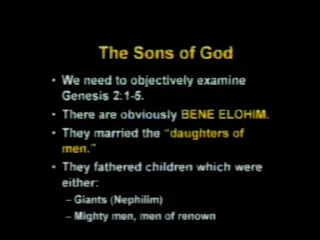 The Sons of God
• We need to objectively examine
Genesis 2:1-5.
• There are obviously BENE ELOHIM.
• They married the "daughters of
men."
• They fathered children which were
either:
– Giants (Nephilim)
– Mighty men, men of renown